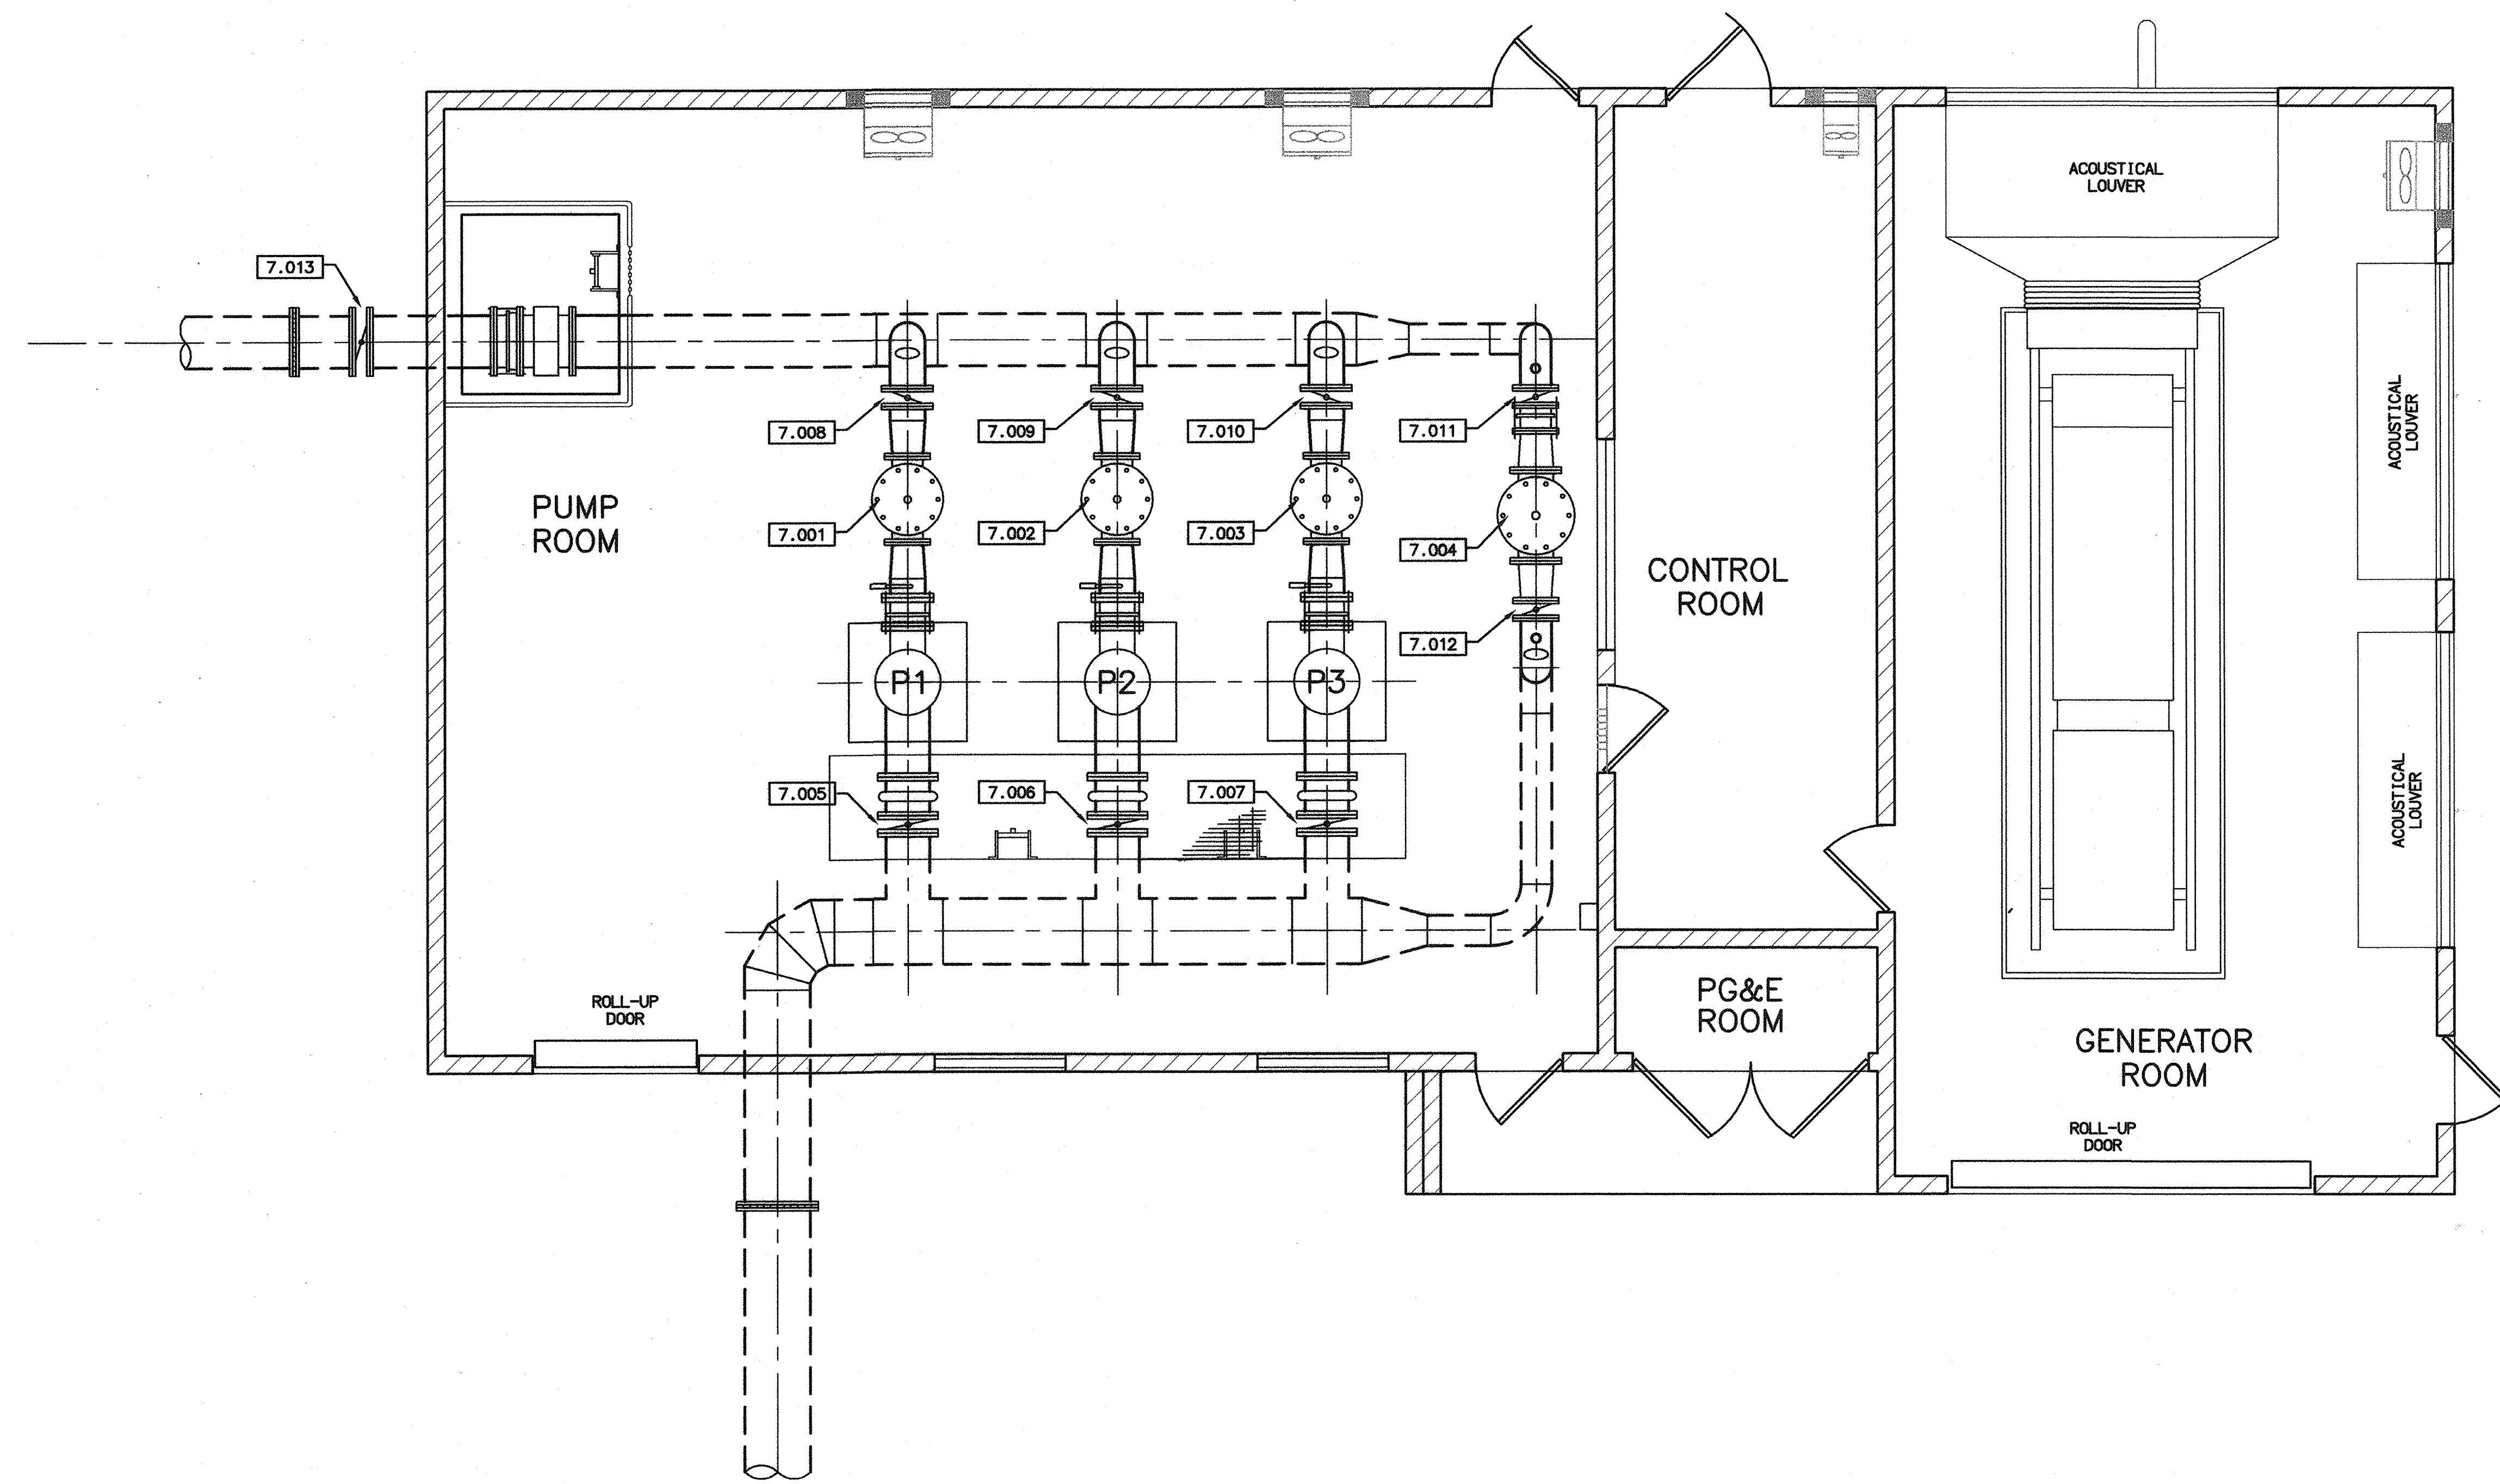 ACOUSTICAL
LOUVER
7.013
7.008
7.009
7.010
7.011
PUMP
ROOM
7.001
7.002
7.003
7.004
CONTROL
ROOM
ACOUSTICAL
LOUVER
7.012
P1
P2
P3
7.005
7.006
7.007
ACOUSTICAL
LOUVER
ROLL-UP
DOOR
PG&E
ROOM
GENERATOR
ROOM
ROLL-UP
DOOR